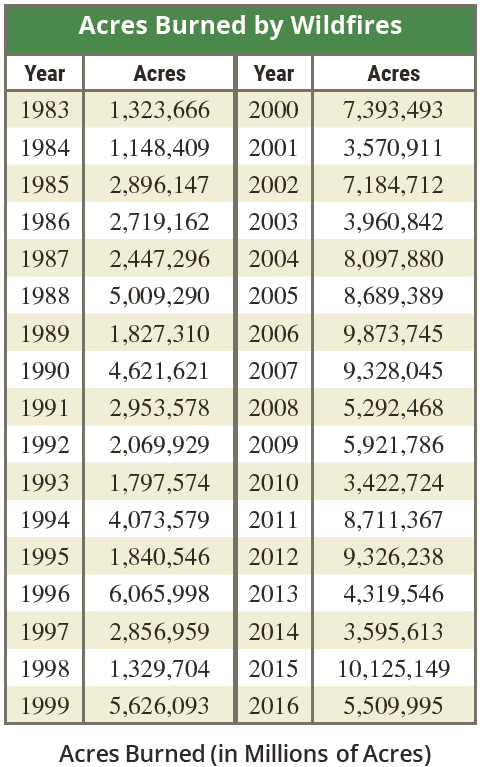 Acres Burned by Wildfires
Year Acres Year Acres
1983 1,323,666 2000 7,393,493
1984 1,148,409 2001 3,570,911
1985 2,896,147 2002 7,184,712
1986 2,719,162 2003 3,960,842
1987 2,447,296 2004 8,097,880
1988 5,009,290 2005 8,689,389
1989 1,827,310 2006 9,873,745
1990 4,621,621 2007 9,328,045
1991 2,953,578 2008 5,292,468
1992 2,069,929 2009 5,921,786
1993 1,797,574 2010 3,422,724
1994 4,073,579 2011 8,711,367
1995 1,840,546 2012 9,326,238
1996 6,065,998 2013 4,319,546
1997 2,856,959 2014 3,595,613
1998 1,329,704 2015 10,125,149
1999 5,626,093 2016 5,509,995
Acres Burned (in Millions of Acres)